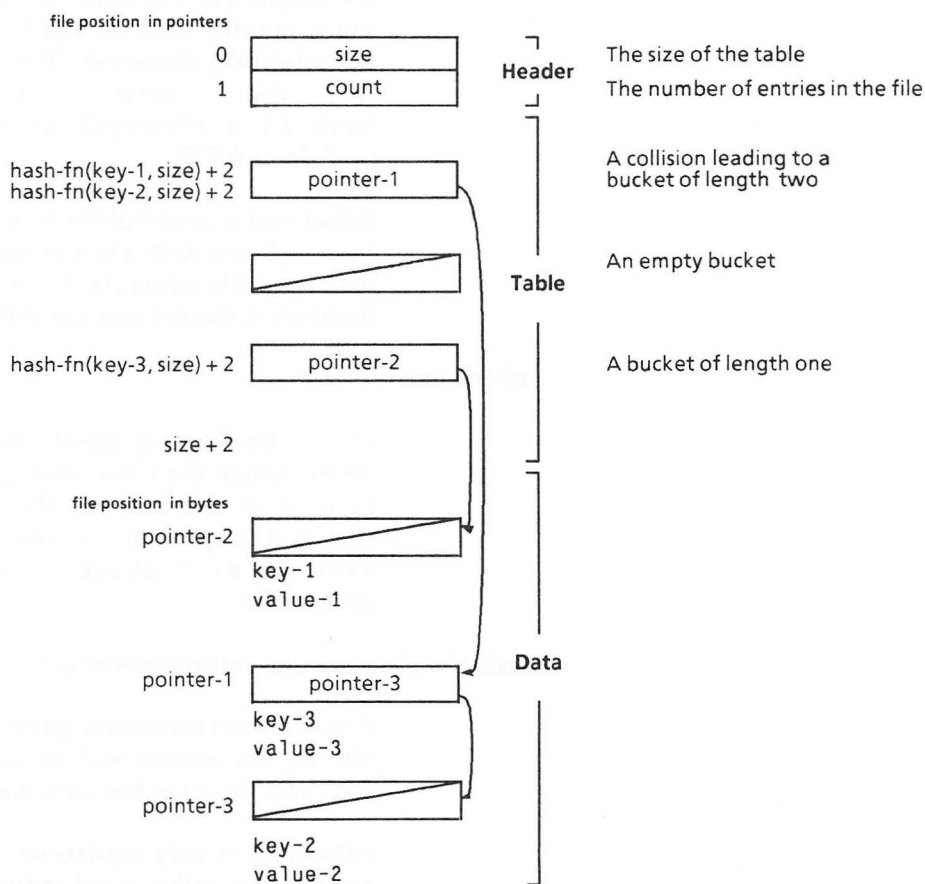 file position in pointers
0 size
1 count
Header
The size of the table
The number of entries in the file
hash-fn(key-1, size) + 2
hash-fn(key-2, size) + 2
pointer-1
A collision leading to a
bucket of length two
An empty bucket
Table
hash-fn(key-3, size) + 2
pointer-2
A bucket of length one
size + 2
file position in bytes
pointer-2
key-1
value-1
Data
pointer-1
pointer-3
key-3
value-3
pointer-3
key-2
value-2